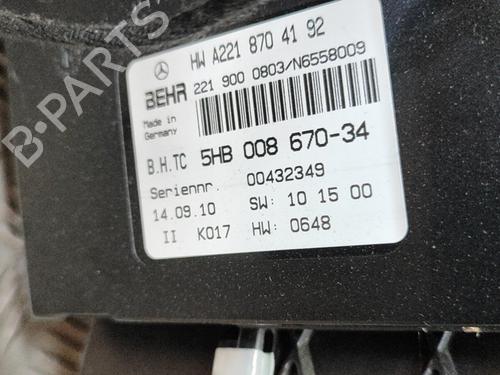 HW A221 870 41 92
BEHR 221 900 0803/N6558009
Made in
Germany
B.H.TC 5HB 008 670-34
Seriennr. 00432349
14.09.10 SW: 10 15 00
II K017 HW: 0648
B-PARTS